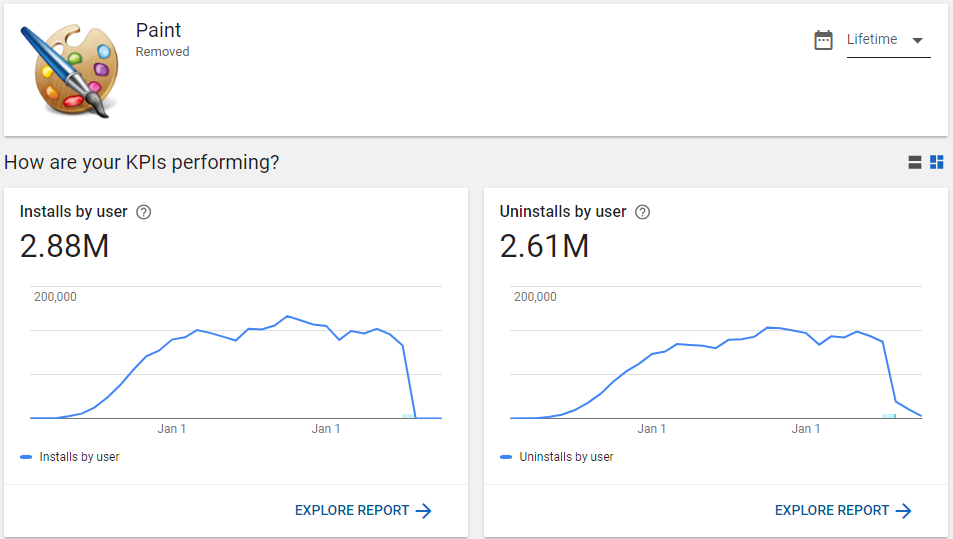 Paint
Removed
Lifetime
How are your KPIs performing?
Installs by user
2.88M
200,000
Jan 1 Jan 1
Installs by user
EXPLORE REPORT
Uninstalls by user
2.61M
200,000
Jan 1 Jan 1
Uninstalls by user
EXPLORE REPORT